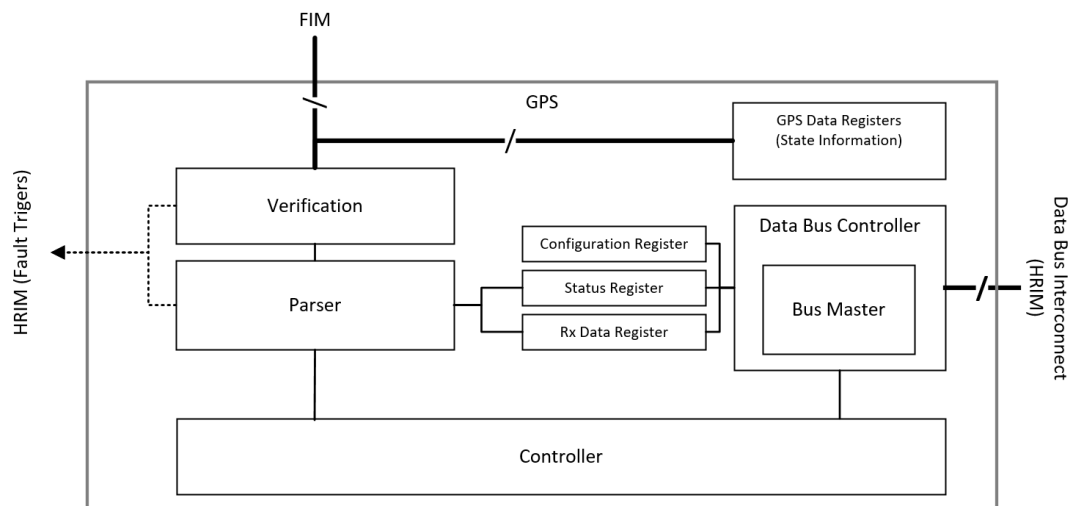 FIM
GPS
GPS Data Registers
(State Information)
Verification
HRIM (Fault Trigers)
Parser
Configuration Register
Status Register
Rx Data Register
Data Bus Controller
Bus Master
Data Bus Interconnect
(HRIM)
Controller